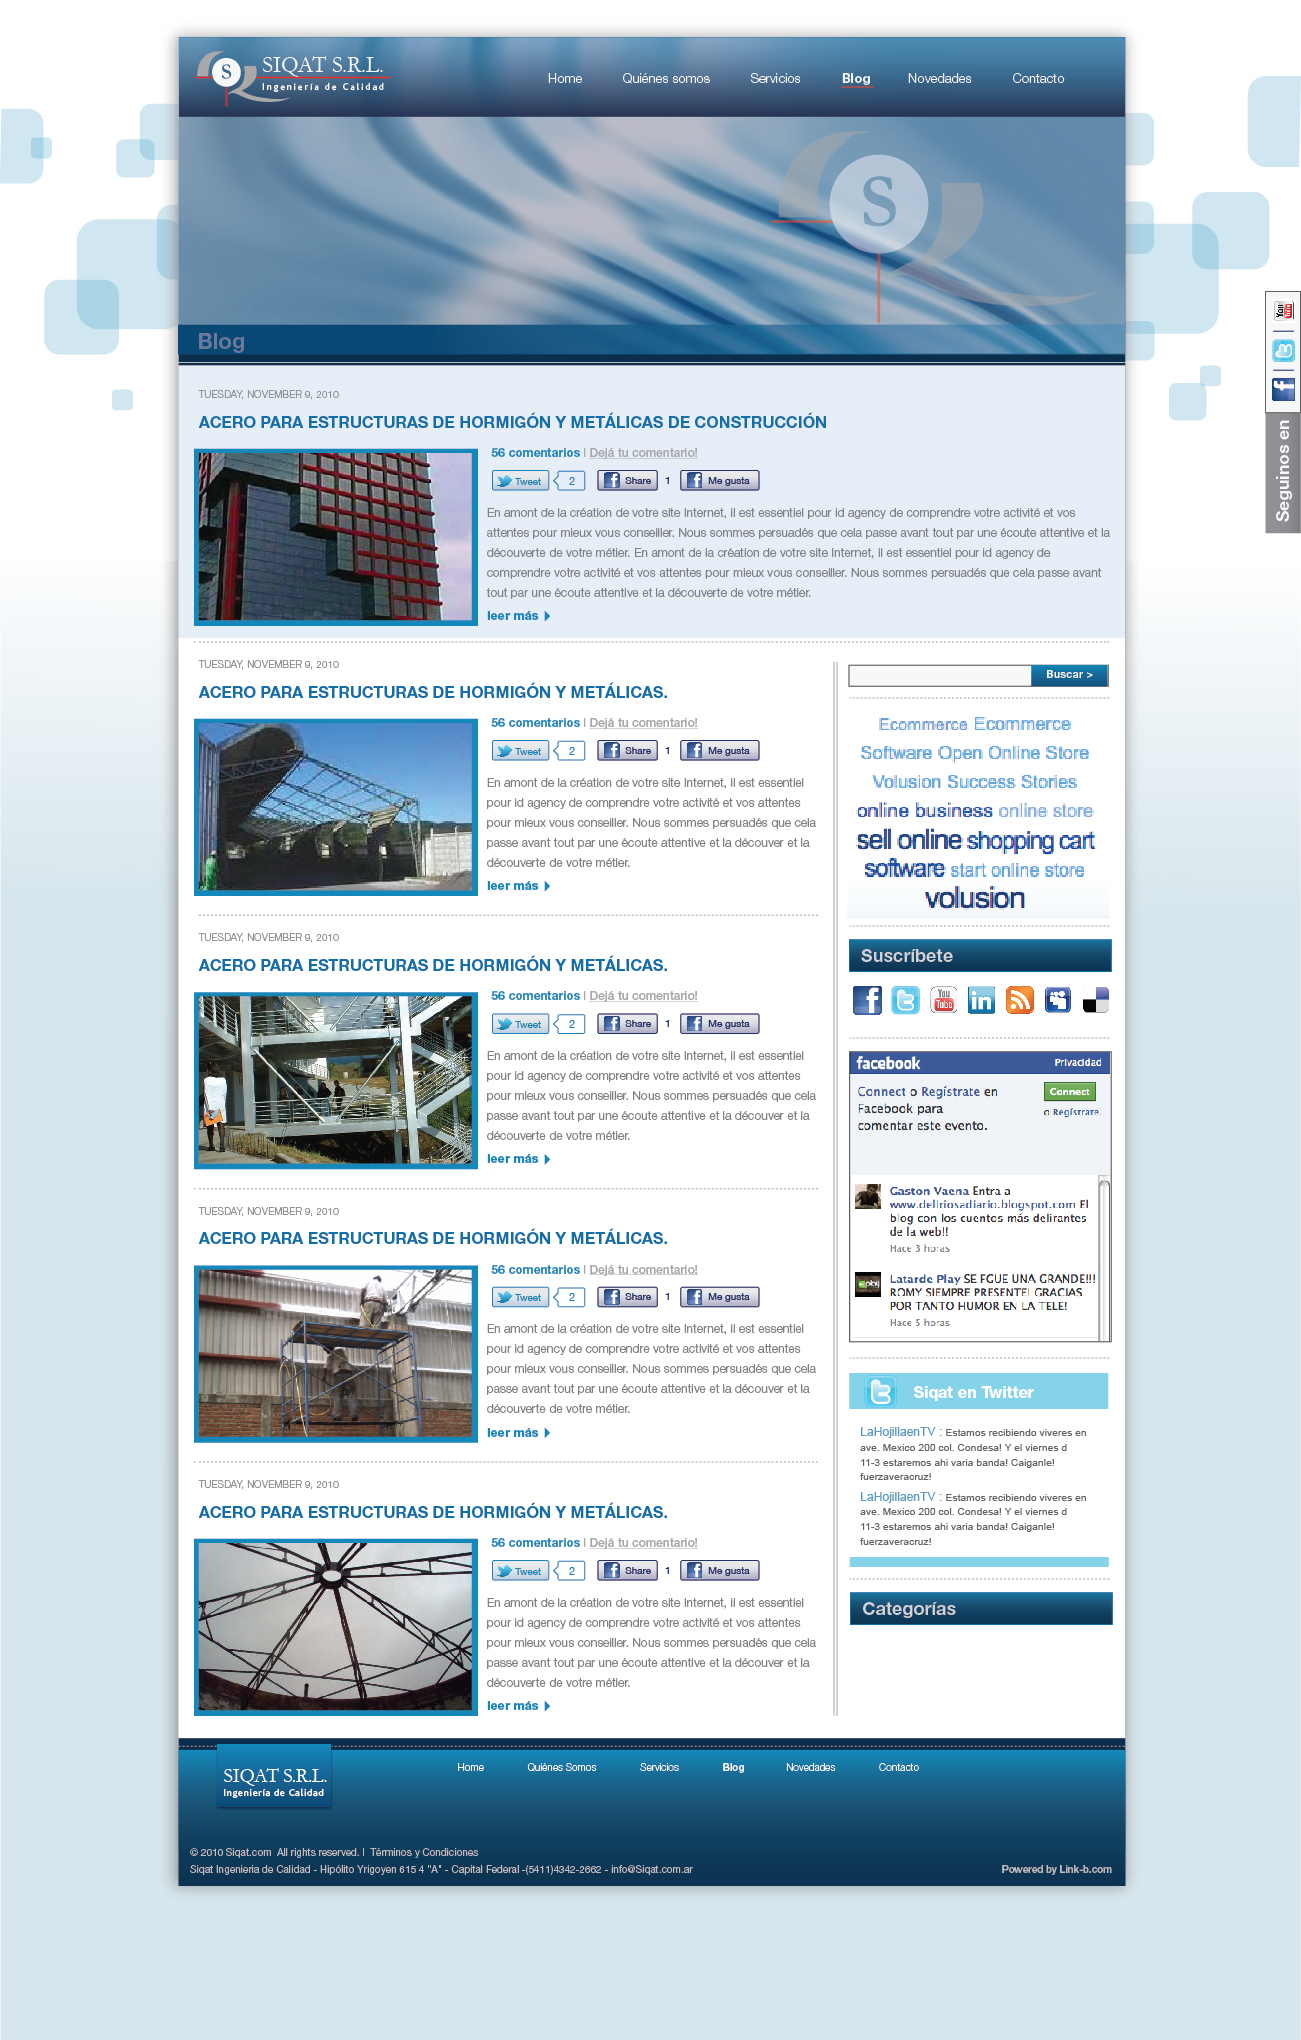 S
SIQAT S.R.L.
Ingeniería de Calidad
Home
Quiénes somos
Servicios
Blog
Novedades
Contacto
S
Blog
You
Tube
Seguinos en
TUESDAY, NOVEMBER 9, 2010
ACERO PARA ESTRUCTURAS DE HORMIGÓN Y METÁLICAS DE CONSTRUCCIÓN
56 comentarios | Dejá tu comentario!
Tweet 2 Share 1 Me gusta
En amont de la création de votre site Internet, il est essentiel pour id agency de comprendre votre activité et vos
attentes pour mieux vous conseiller. Nous sommes persuadés que cela passe avant tout par une écoute attentive et la
découverte de votre métier. En amont de la création de votre site Internet, il est essentiel pour id agency de
comprendre votre activité et vos attentes pour mieux vous conseiller. Nous sommes persuadés que cela passe avant
tout par une écoute attentive et la découverte de votre métier.
leer más
TUESDAY, NOVEMBER 9, 2010
ACERO PARA ESTRUCTURAS DE HORMIGÓN Y METÁLICAS.
56 comentarios | Dejá tu comentario!
Tweet 2 Share 1 Me gusta
En amont de la création de votre site Internet, il est essentiel
pour id agency de comprendre votre activité et vos attentes
pour mieux vous conseiller. Nous sommes persuadés que cela
passe avant tout par une écoute attentive et la découver et la
découverte de votre métier.
leer más
TUESDAY, NOVEMBER 9, 2010
ACERO PARA ESTRUCTURAS DE HORMIGÓN Y METÁLICAS.
56 comentarios | Dejá tu comentario!
Tweet 2 Share 1 Me gusta
En amont de la création de votre site Internet, il est essentiel
pour id agency de comprendre votre activité et vos attentes
pour mieux vous conseiller. Nous sommes persuadés que cela
passe avant tout par une écoute attentive et la découver et la
découverte de votre métier.
leer más
TUESDAY, NOVEMBER 9, 2010
ACERO PARA ESTRUCTURAS DE HORMIGÓN Y METÁLICAS.
56 comentarios | Dejá tu comentario!
Tweet 2 Share 1 Me gusta
En amont de la création de votre site Internet, il est essentiel
pour id agency de comprendre votre activité et vos attentes
pour mieux vous conseiller. Nous sommes persuadés que cela
passe avant tout par une écoute attentive et la découver et la
découverte de votre métier.
leer más
TUESDAY, NOVEMBER 9, 2010
ACERO PARA ESTRUCTURAS DE HORMIGÓN Y METÁLICAS.
56 comentarios | Dejá tu comentario!
Tweet 2 Share 1 Me gusta
En amont de la création de votre site Internet, il est essentiel
pour id agency de comprendre votre activité et vos attentes
pour mieux vous conseiller. Nous sommes persuadés que cela
passe avant tout par une écoute attentive et la découver et la
découverte de votre métier.
leer más
Buscar >
Ecommerce Ecommerce
Software Open Online Store
Volusion Success Stories
online business online store
sell online shopping cart
software start online store
volusion
Suscríbete
You
Tube
in
facebook Privacidad
Connect o Regístrate en
Facebook para
comentar este evento.
Connect
o Regístrate.
Gaston Vaena Entra a
www.deliriosadiario.blogspot.com El
blog con los cuentos más delirantes
de la web!!
Hace 3 horas
play
Latarde Play SE FGUE UNA GRANDE!!!
ROMY SIEMPRE PRESENTE! GRACIAS
POR TANTO HUMOR EN LA TELE!
Hace 5 horas
Siqat en Twitter
LaHojillaenTV : Estamos recibiendo viveres en
ave. Mexico 200 col. Condesa! Y el viernes d
11-3 estaremos ahi varia banda! Caiganle!
fuerzaveracruz!
LaHojillaenTV : Estamos recibiendo viveres en
ave. Mexico 200 col. Condesa! Y el viernes d
11-3 estaremos ahi varia banda! Caiganle!
fuerzaveracruz!
Categorías
SIQAT S.R.L.
Ingeniería de Calidad
Home
Quiénes Somos
Servicios
Blog
Novedades
Contacto
© 2010 Siqat.com All rights reserved. | Términos y Condiciones
Siqat Ingenieria de Calidad - Hipólito Yrigoyen 615 4 "A" - Capital Federal -(5411)4342-2662 - info@Siqat.com.ar
Powered by Link-b.com